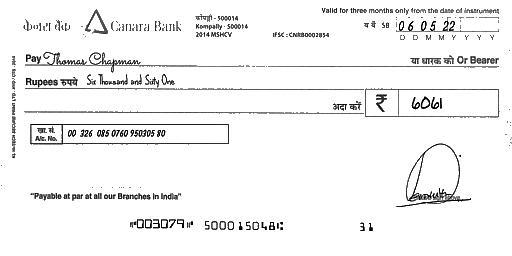 Valid for three months only from the date of instrument
केनरा बैंक Canara Bank
कोंपल्ली - 500014
Kompally - 500014
2014 MSHCV
IFSC : CNRB0002854
SB 06 05 22
D D M M Y Y Y Y
Pay Thomas Chapman या धारक को Or Bearer
Rupees रुपये Six Thousand and Sixty One
अदा करें ₹ 6061
खा. सं.
A/c. No. 00 326 085 0760 950305 80
"Payable at par at all our Branches in India"
⑈003079⑈ 500015048⑆ 31